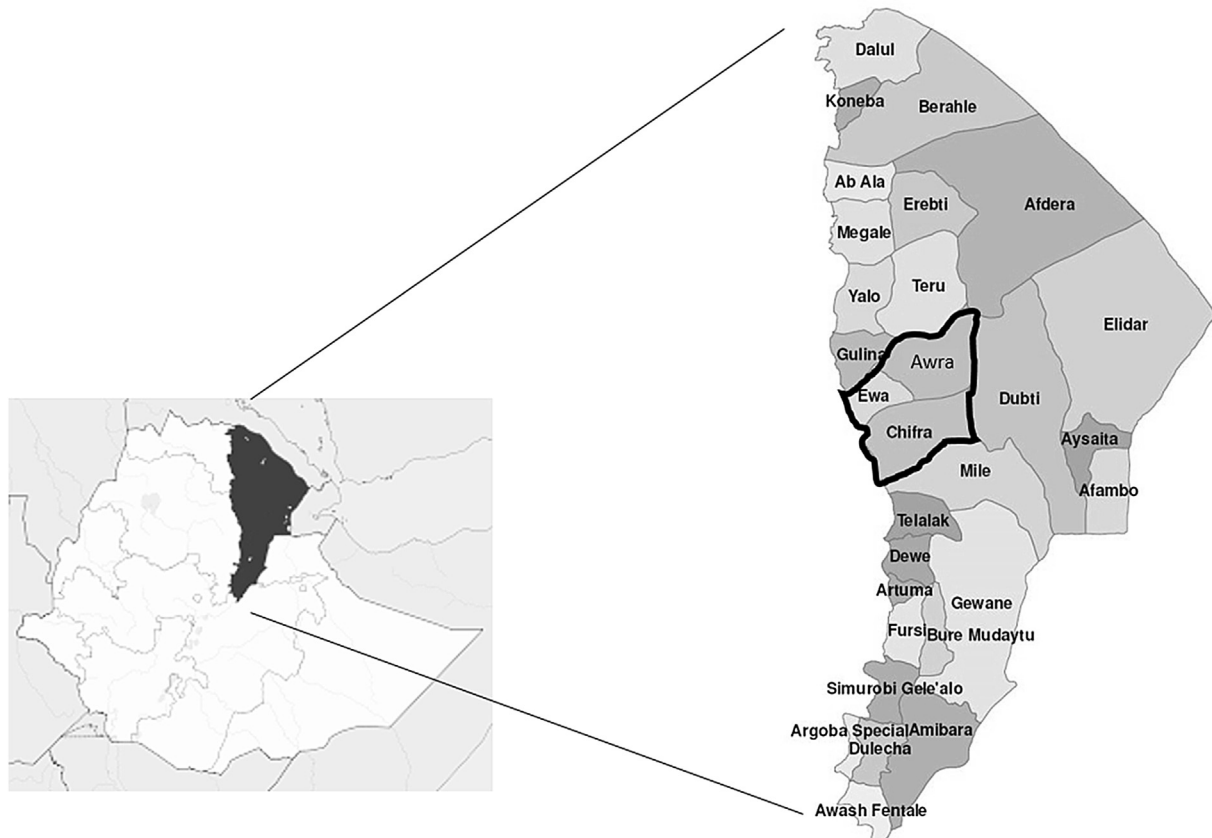 Dalul
Koneba
Berahle
Ab Ala
Erebti
Afdera
Megale
Teru
Yalo
Elidar
Gulina
Awra
Ewa
Dubti
Chifra
Aysaita
Mile
Afambo
Telalak
Dewe
Artuma
Gewane
Fursi
Bure Mudaytu
Simurobi Gele'alo
Argoba Special
Amibara
Dulecha
Awash Fentale